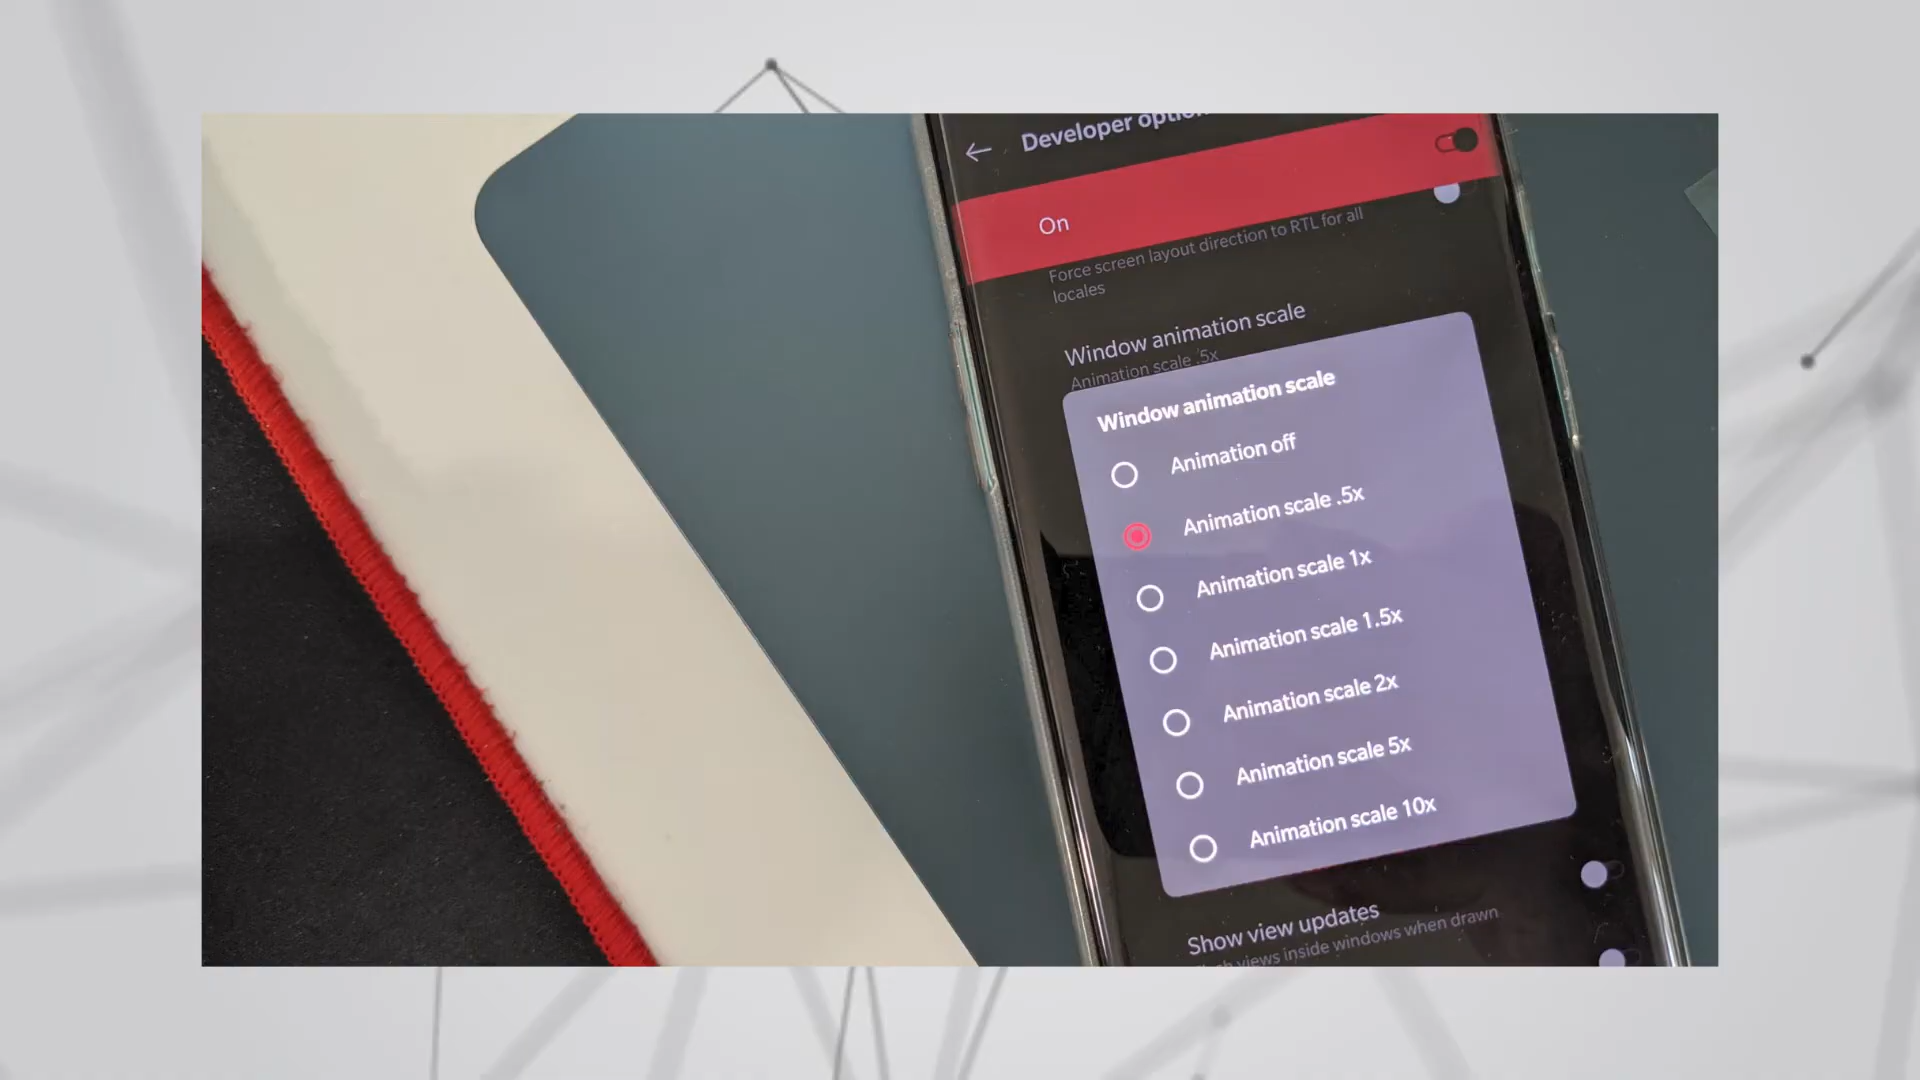 Developer
On
Force screen layout direction to RTL for all
locales
Window animation scale
Animation scale .5x
Window animation scale
Animation off
Animation scale .5x
Animation scale 1x
Animation scale 1.5x
Animation scale 2x
Animation scale 5x
Animation scale 10x
Show view updates
views inside windows when drawn